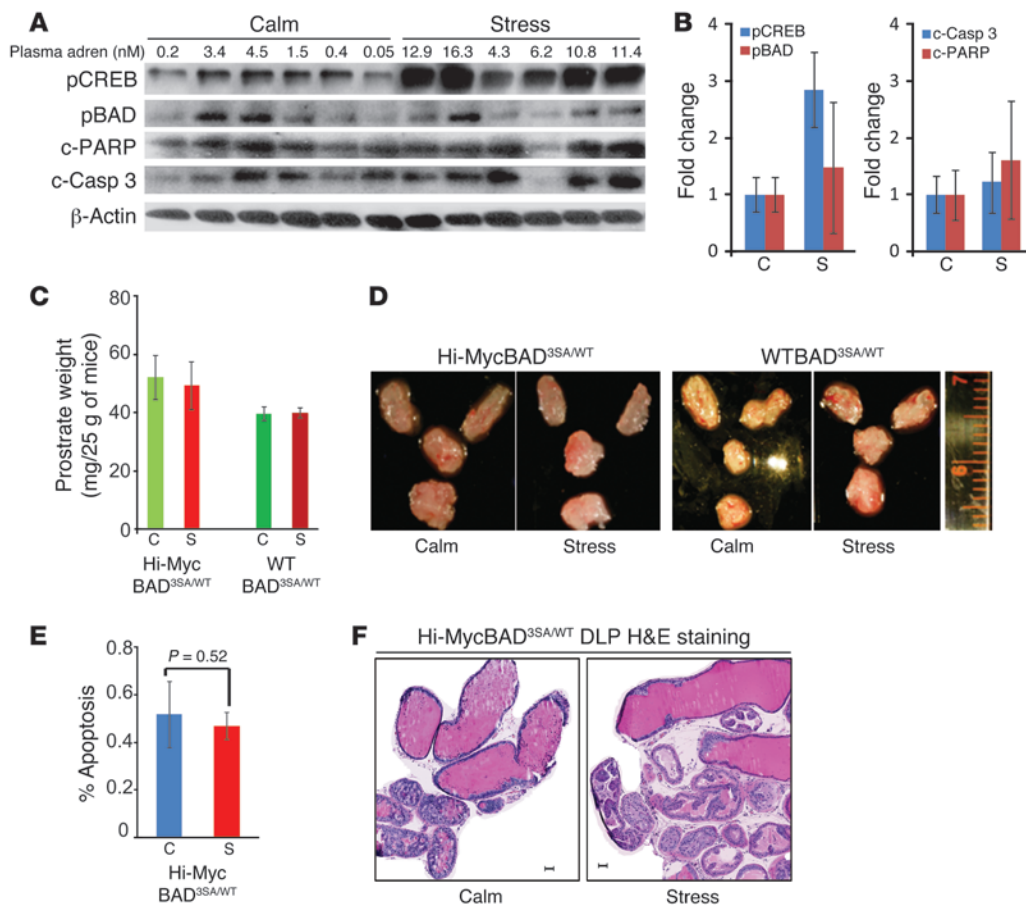 A
Calm Stress
Plasma adren (nM) 0.2 3.4 4.5 1.5 0.4 0.05 12.9 16.3 4.3 6.2 10.8 11.4
pCREB
pBAD
c-PARP
c-Casp 3
β-Actin
B
pCREB
pBAD
Fold change
4
3
2
1
0
C S
c-Casp 3
c-PARP
Fold change
4
3
2
1
0
C S
C
Prostrate weight
(mg/25 g of mice)
80
60
40
20
0
C S C S
Hi-Myc WT
BAD3SA/WT BAD3SA/WT
D
Hi-MycBAD3SA/WT WTBAD3SA/WT
7
6
Calm Stress Calm Stress
E
P = 0.52
% Apoptosis
0.8
0.6
0.4
0.2
0
C S
Hi-Myc
BAD3SA/WT
F
Hi-MycBAD3SA/WT DLP H&E staining
Calm Stress